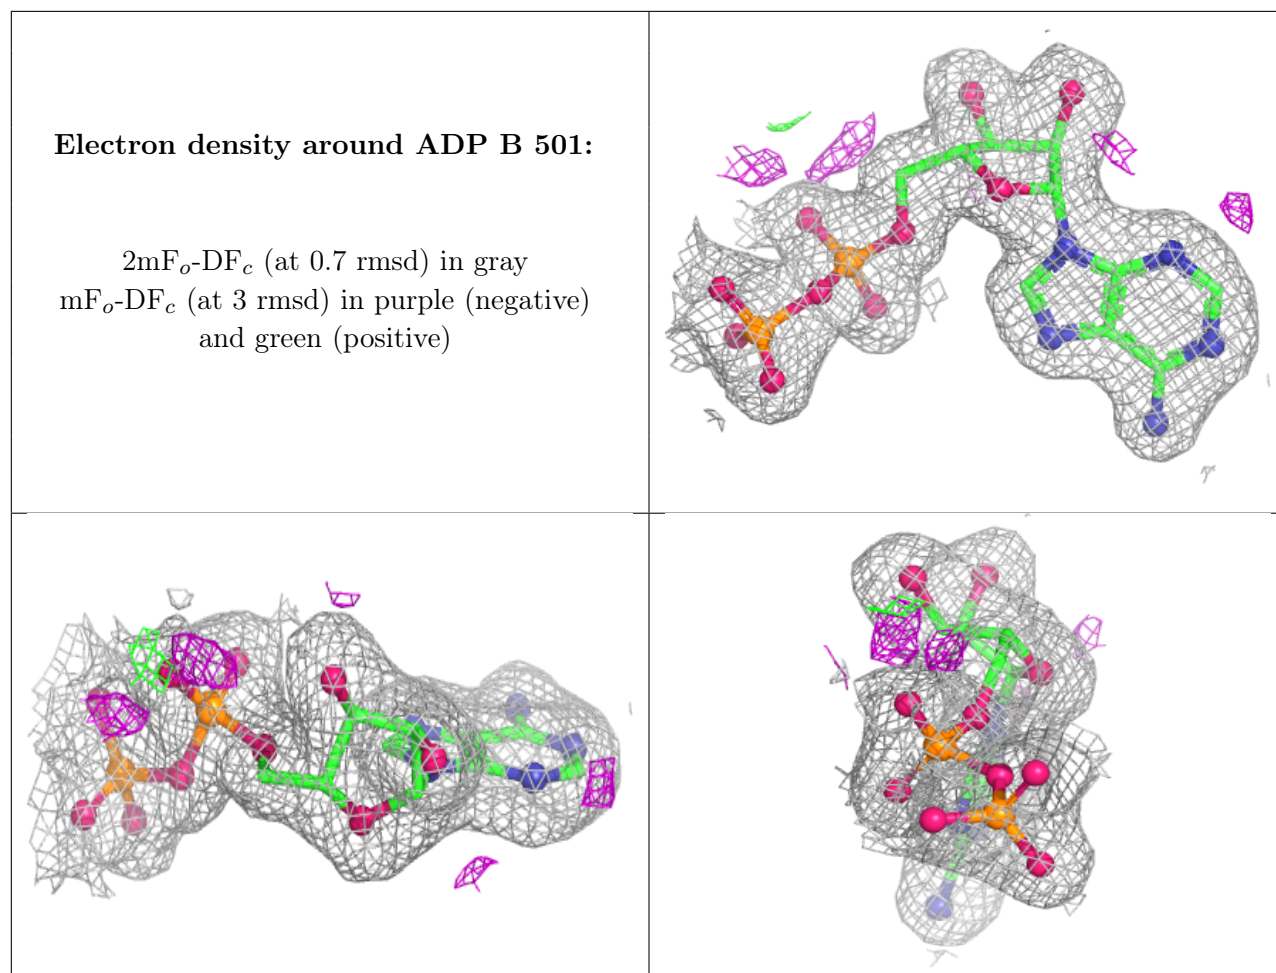 Electron density around ADP B 501:
2mFo-DFc (at 0.7 rmsd) in gray
mFo-DFc (at 3 rmsd) in purple (negative)
and green (positive)